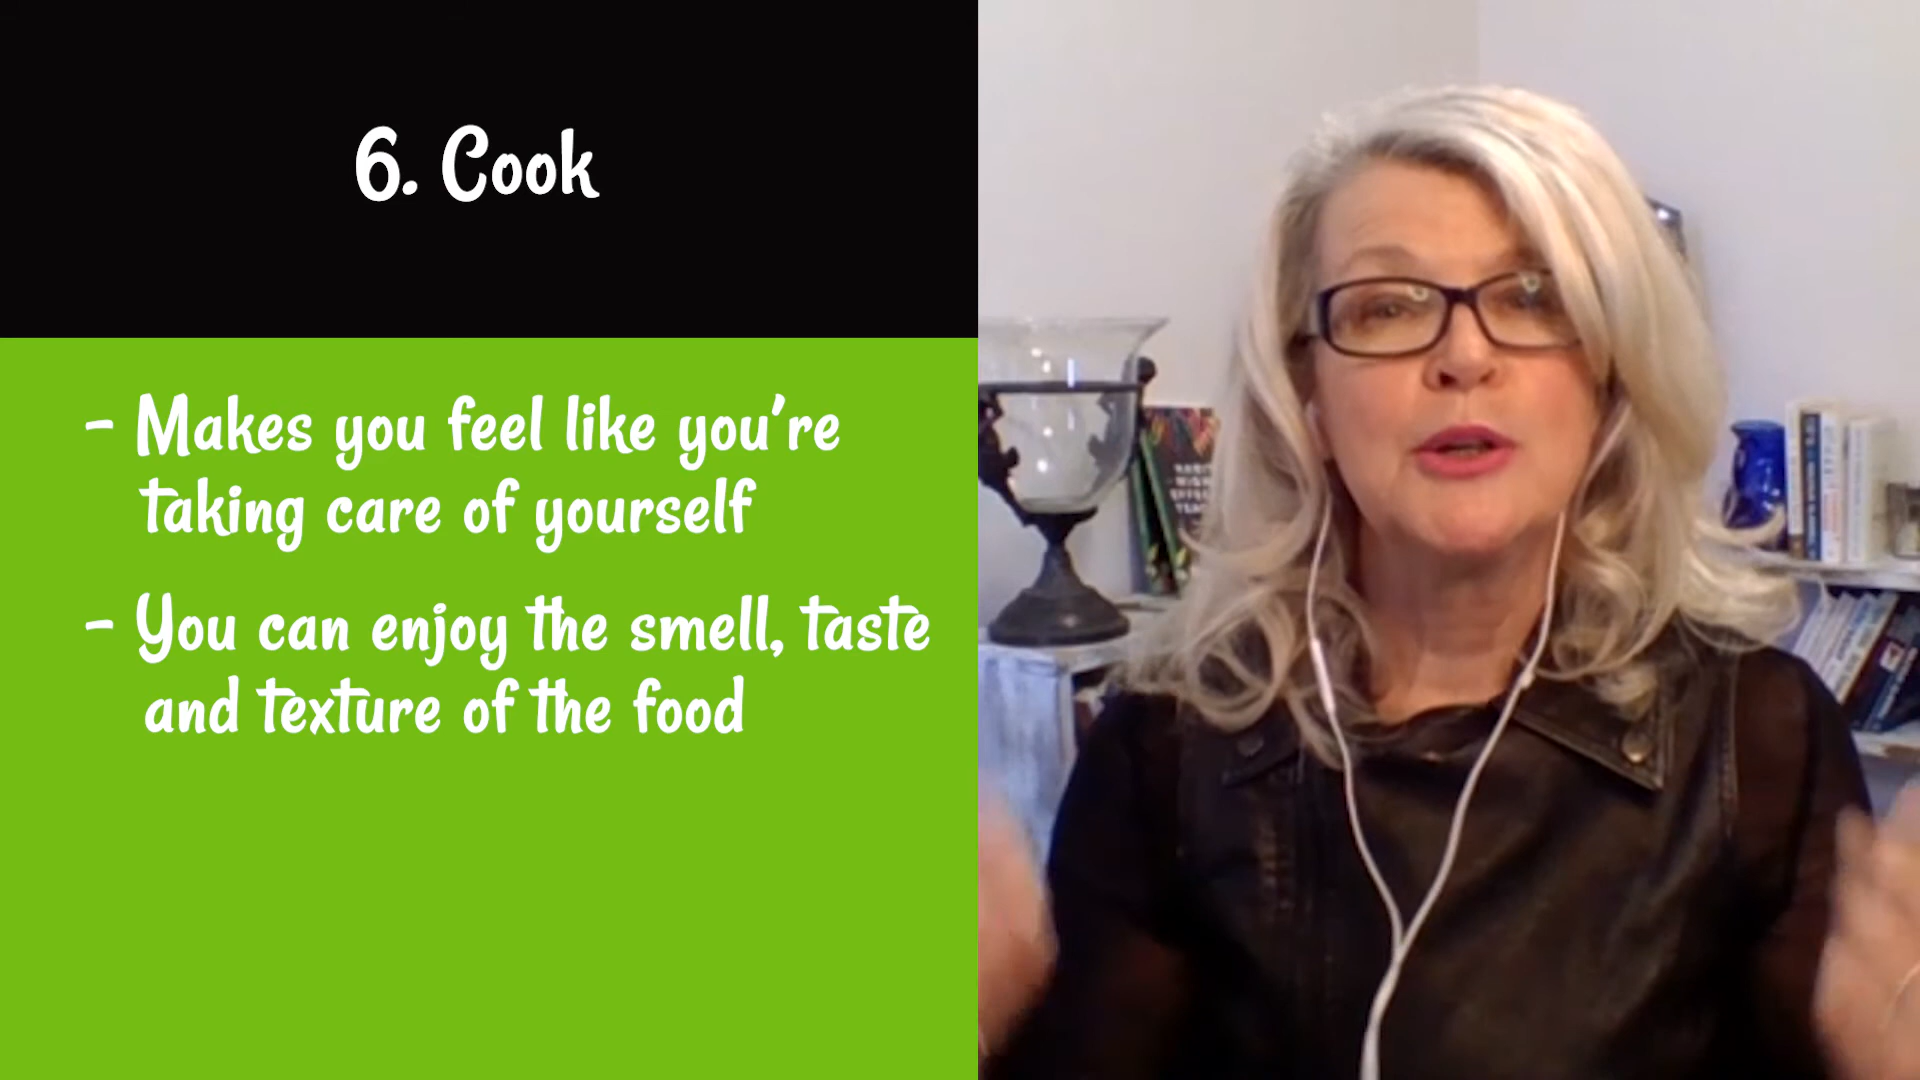 6. Cook
- Makes you feel like you're
taking care of yourself
- You can enjoy the smell, taste
and texture of the food